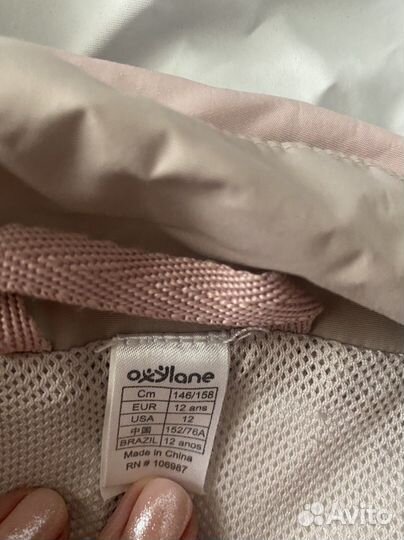 oxylane
Cm 146/158
EUR 12 ans
USA 12
中国 152/76A
BRAZIL 12 anos
Made in China
RN # 106987
Avito